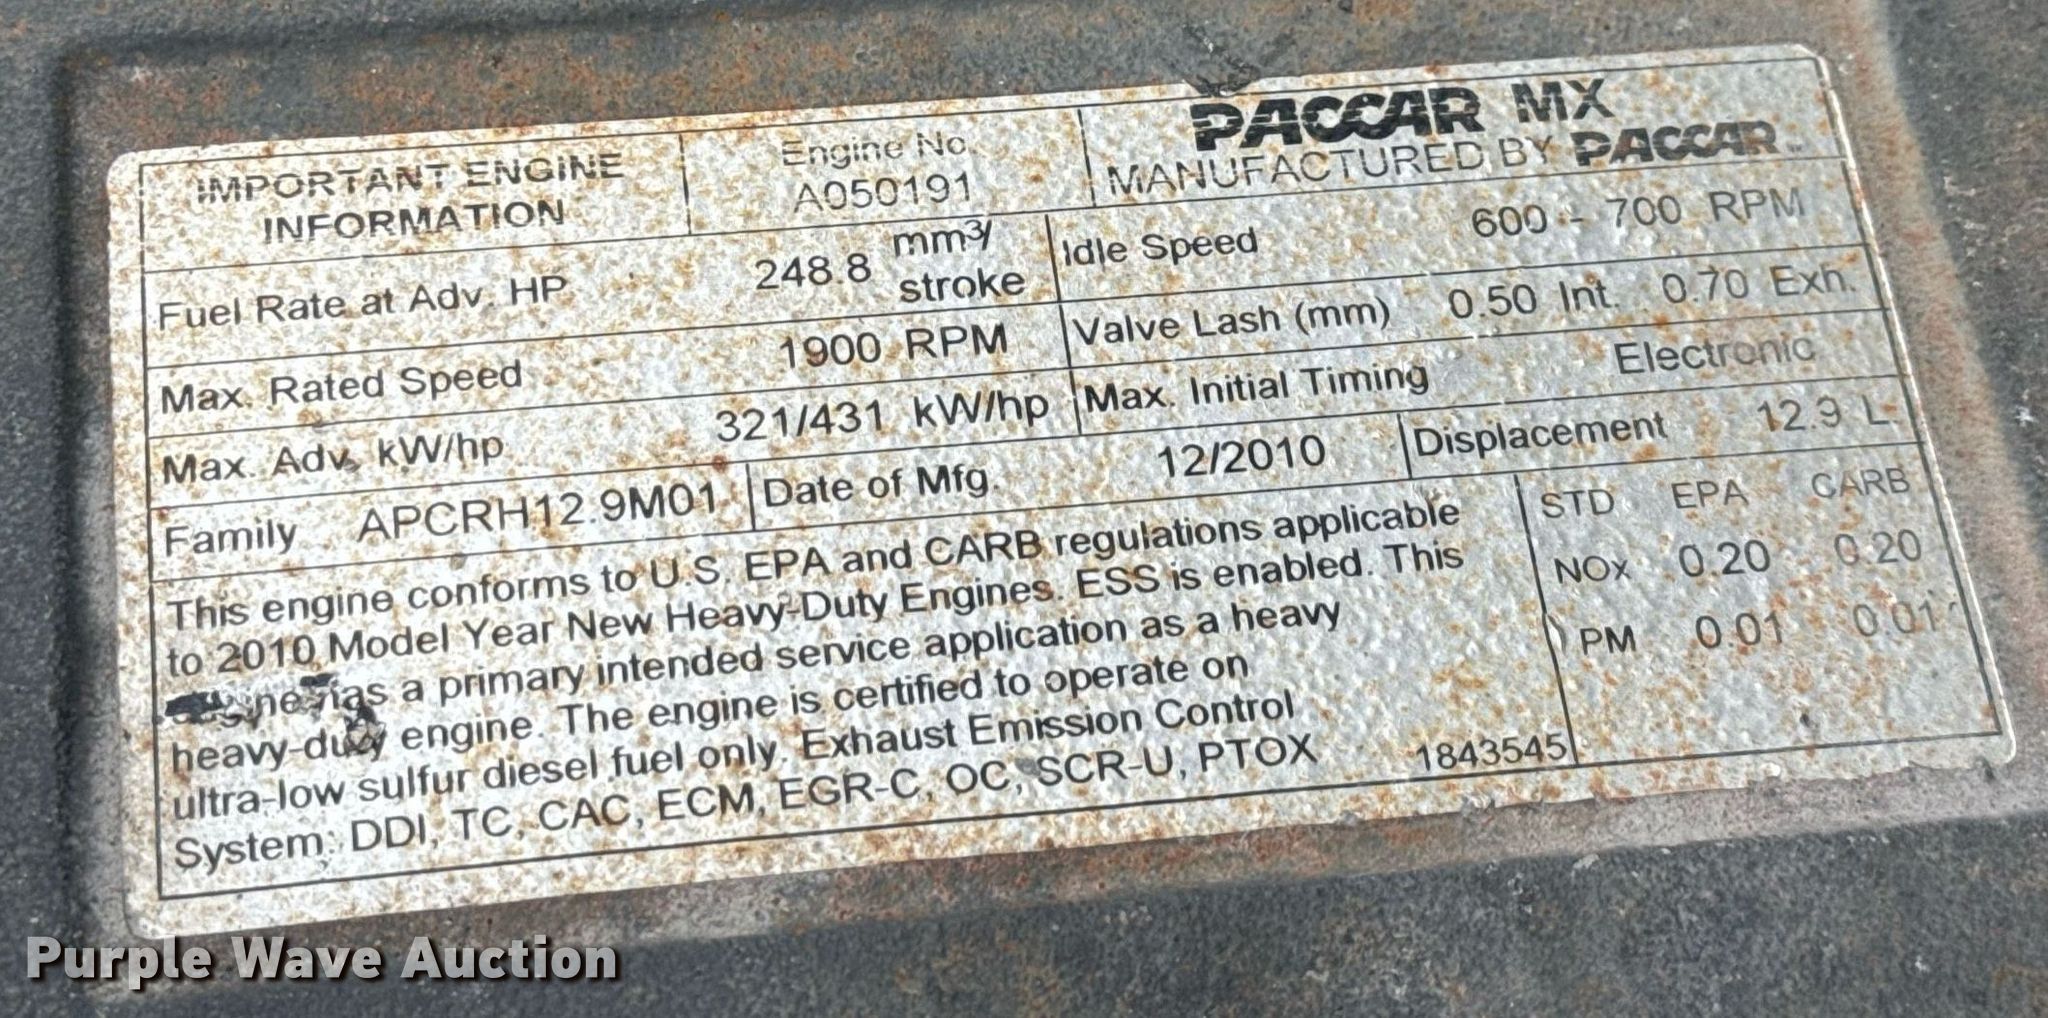 IMPORTANT ENGINE
INFORMATION
Engine No.
A050191
PACCAR MX
MANUFACTURED BY PACCAR
Fuel Rate at Adv. HP 248.8 mm³/
stroke
Idle Speed 600 - 700 RPM
Max. Rated Speed 1900 RPM
Valve Lash (mm) 0.50 Int. 0.70 Exh.
Max. Adv. kW/hp 321/431 kW/hp
Max. Initial Timing Electronic
Family APCRH12.9M01
Date of Mfg. 12/2010
Displacement 12.9 L
This engine conforms to U.S. EPA and CARB regulations applicable
to 2010 Model Year New Heavy-Duty Engines. ESS is enabled. This
engine has a primary intended service application as a heavy
heavy-duty engine. The engine is certified to operate on
ultra-low sulfur diesel fuel only. Exhaust Emission Control
System: DDI, TC, CAC, ECM, EGR-C, OC, SCR-U, PTOX
1843545
STD EPA CARB
NOx 0.20 0.20
PM 0.01 0.01
Purple Wave Auction